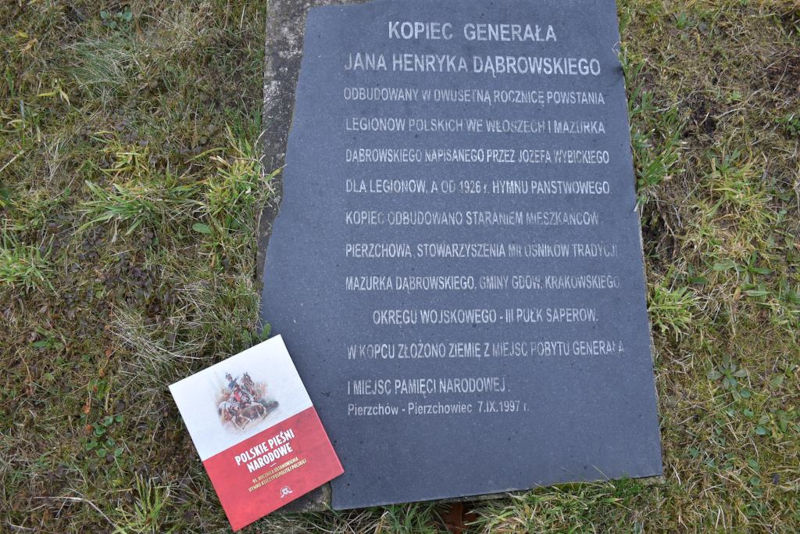 KOPIEC GENERAŁA
JANA HENRYKA DĄBROWSKIEGO
ODBUDOWANY W DWUSETNĄ ROCZNICĘ POWSTANIA
LEGIONÓW POLSKICH WE WŁOSZECH I MAZURKA
DĄBROWSKIEGO NAPISANEGO PRZEZ JÓZEFA WYBICKIEGO
DLA LEGIONÓW, A OD 1926 r. HYMNU PAŃSTWOWEGO.
KOPIEC ODBUDOWANO STARANIEM MIESZKAŃCÓW
PIERZCHOWA, STOWARZYSZENIA MIŁOŚNIKÓW TRADYCJI
MAZURKA DĄBROWSKIEGO, GMINY GDÓW, KRAKOWSKIEGO
OKRĘGU WOJSKOWEGO - III PUŁK SAPERÓW.
W KOPCU ZŁOŻONO ZIEMIĘ Z MIEJSC POBYTU GENERAŁA
I MIEJSC PAMIĘCI NARODOWEJ.
Pierzchów - Pierzchowiec 7.IX.1997 r.
POLSKIE PIEŚNI
NARODOWE
HYMNU RZECZYPOSPOLITEJ POLSKIEJ